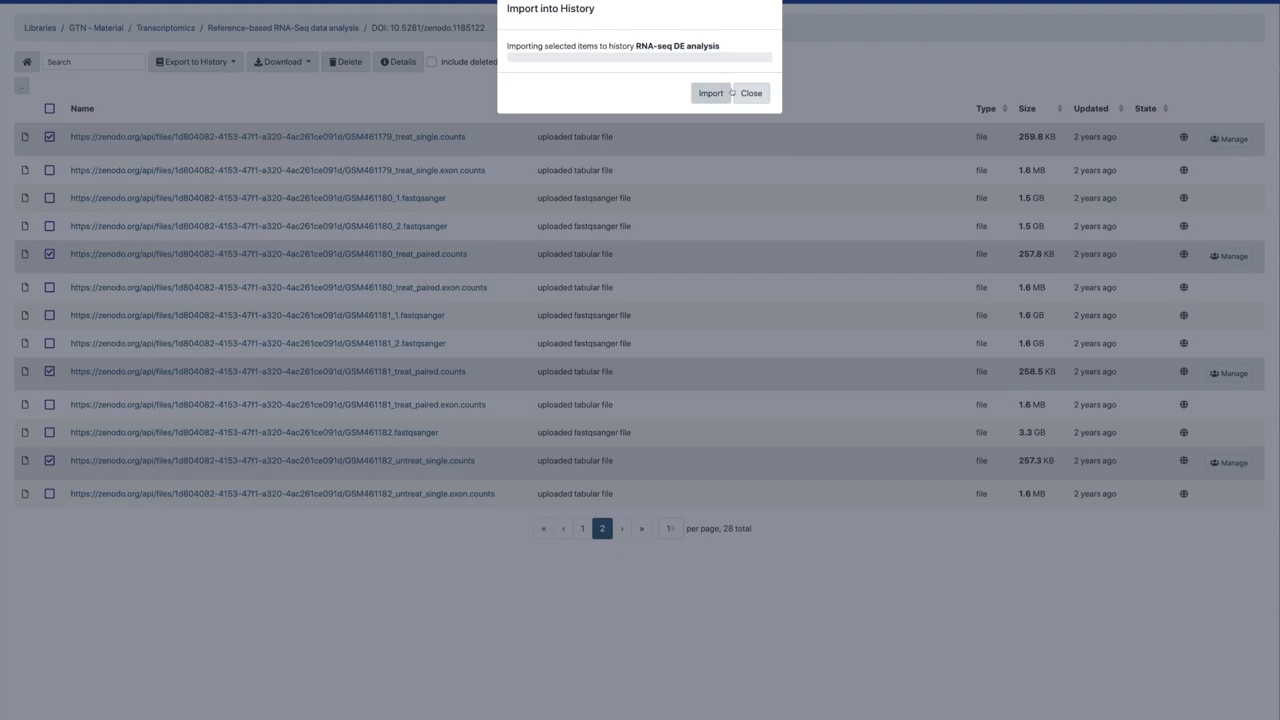 Import into History
Libraries / GTN - Material / Transcriptomics / Reference-based RNA-Seq data analysis / DOI: 10.5281/zenodo.1185122
Importing selected items to history RNA-seq DE analysis
Search Export to History Download Delete Details include deleted
..
Import Close
Name Type Size Updated State
https://zenodo.org/api/files/1d804082-4153-47f1-a320-4ac261ce091d/GSM461179_treat_single.counts uploaded tabular file file 259.8 KB 2 years ago Manage
https://zenodo.org/api/files/1d804082-4153-47f1-a320-4ac261ce091d/GSM461179_treat_single.exon.counts uploaded tabular file file 1.6 MB 2 years ago
https://zenodo.org/api/files/1d804082-4153-47f1-a320-4ac261ce091d/GSM461180_1.fastqsanger uploaded fastqsanger file file 1.5 GB 2 years ago
https://zenodo.org/api/files/1d804082-4153-47f1-a320-4ac261ce091d/GSM461180_2.fastqsanger uploaded fastqsanger file file 1.5 GB 2 years ago
https://zenodo.org/api/files/1d804082-4153-47f1-a320-4ac261ce091d/GSM461180_treat_paired.counts uploaded tabular file file 257.8 KB 2 years ago Manage
https://zenodo.org/api/files/1d804082-4153-47f1-a320-4ac261ce091d/GSM461180_treat_paired.exon.counts uploaded tabular file file 1.6 MB 2 years ago
https://zenodo.org/api/files/1d804082-4153-47f1-a320-4ac261ce091d/GSM461181_1.fastqsanger uploaded fastqsanger file file 1.6 GB 2 years ago
https://zenodo.org/api/files/1d804082-4153-47f1-a320-4ac261ce091d/GSM461181_2.fastqsanger uploaded fastqsanger file file 1.6 GB 2 years ago
https://zenodo.org/api/files/1d804082-4153-47f1-a320-4ac261ce091d/GSM461181_treat_paired.counts uploaded tabular file file 258.5 KB 2 years ago Manage
https://zenodo.org/api/files/1d804082-4153-47f1-a320-4ac261ce091d/GSM461181_treat_paired.exon.counts uploaded tabular file file 1.6 MB 2 years ago
https://zenodo.org/api/files/1d804082-4153-47f1-a320-4ac261ce091d/GSM461182.fastqsanger uploaded fastqsanger file file 3.3 GB 2 years ago
https://zenodo.org/api/files/1d804082-4153-47f1-a320-4ac261ce091d/GSM461182_untreat_single.counts uploaded tabular file file 257.3 KB 2 years ago Manage
https://zenodo.org/api/files/1d804082-4153-47f1-a320-4ac261ce091d/GSM461182_untreat_single.exon.counts uploaded tabular file file 1.6 MB 2 years ago
« ‹ 1 2 › » per page, 28 total